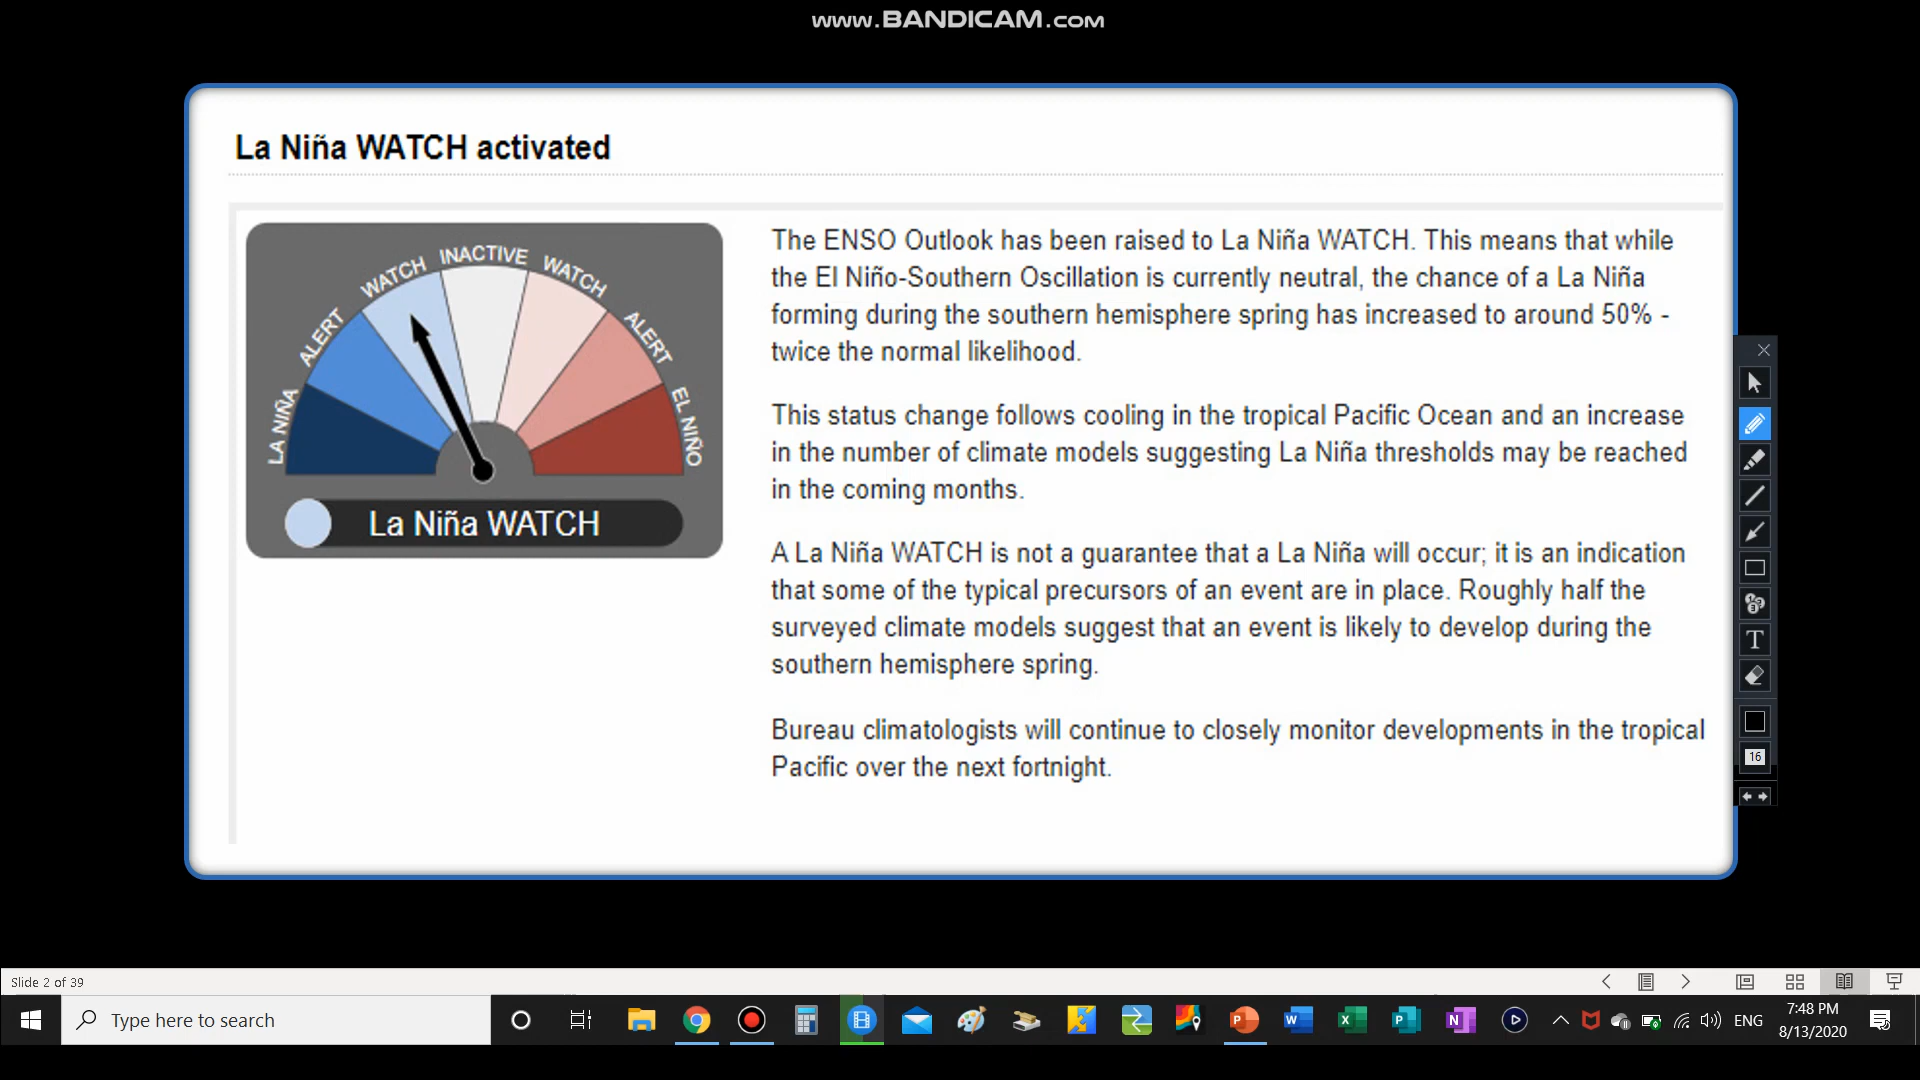 www.BANDICAM.com
La Niña WATCH activated
LA NIÑA
ALERT
WATCH
INACTIVE
WATCH
ALERT
EL NIÑO
La Niña WATCH
The ENSO Outlook has been raised to La Niña WATCH. This means that while
the El Niño-Southern Oscillation is currently neutral, the chance of a La Niña
forming during the southern hemisphere spring has increased to around 50% -
twice the normal likelihood.
This status change follows cooling in the tropical Pacific Ocean and an increase
in the number of climate models suggesting La Niña thresholds may be reached
in the coming months.
A La Niña WATCH is not a guarantee that a La Niña will occur; it is an indication
that some of the typical precursors of an event are in place. Roughly half the
surveyed climate models suggest that an event is likely to develop during the
southern hemisphere spring.
Bureau climatologists will continue to closely monitor developments in the tropical
Pacific over the next fortnight.
T
16
Slide 2 of 39
Type here to search
ENG
7:48 PM
8/13/2020